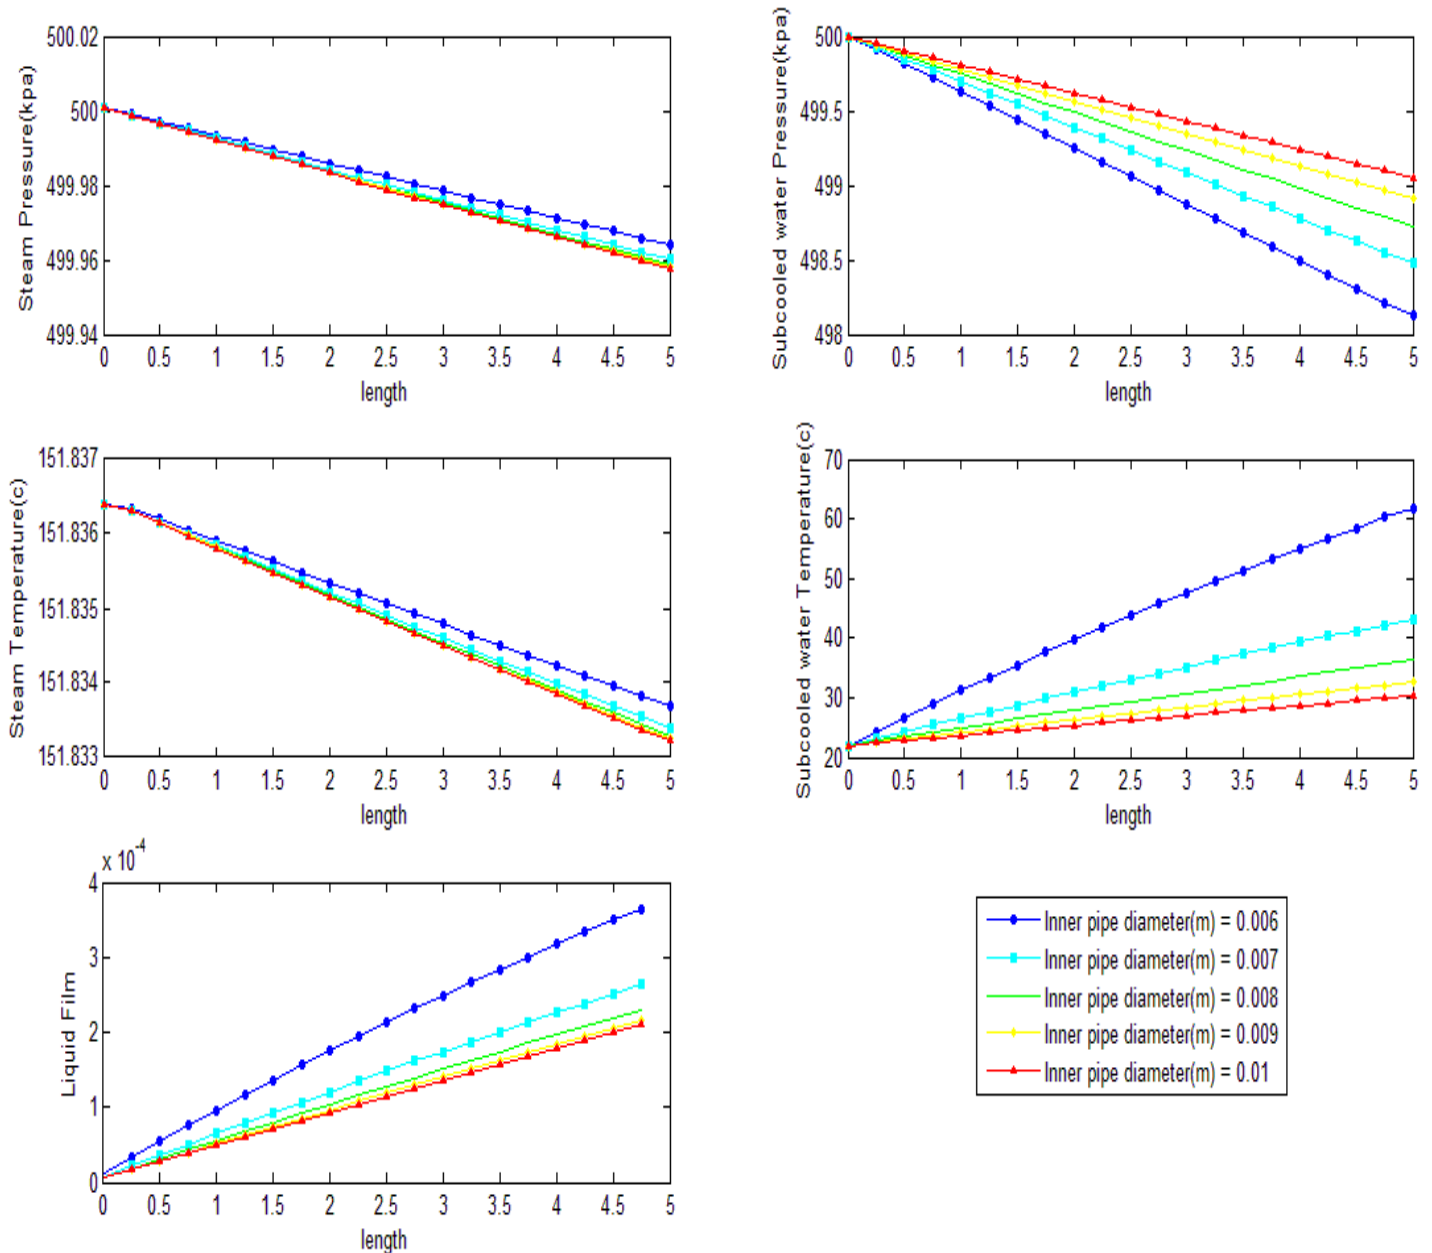 Steam Pressure(kpa)
500.02
500
499.98
499.96
499.94
0 0.5 1 1.5 2 2.5 3 3.5 4 4.5 5
length
Subcooled water Pressure(kpa)
500
499.5
499
498.5
498
0 0.5 1 1.5 2 2.5 3 3.5 4 4.5 5
length
Steam Temperature(c)
151.837
151.836
151.835
151.834
151.833
0 0.5 1 1.5 2 2.5 3 3.5 4 4.5 5
length
Subcooled water Temperature(c)
70
60
50
40
30
20
0 0.5 1 1.5 2 2.5 3 3.5 4 4.5 5
length
Liquid Film
x 10^-4
4
3
2
1
0
0 0.5 1 1.5 2 2.5 3 3.5 4 4.5 5
length
Inner pipe diameter(m) = 0.006
Inner pipe diameter(m) = 0.007
Inner pipe diameter(m) = 0.008
Inner pipe diameter(m) = 0.009
Inner pipe diameter(m) = 0.01